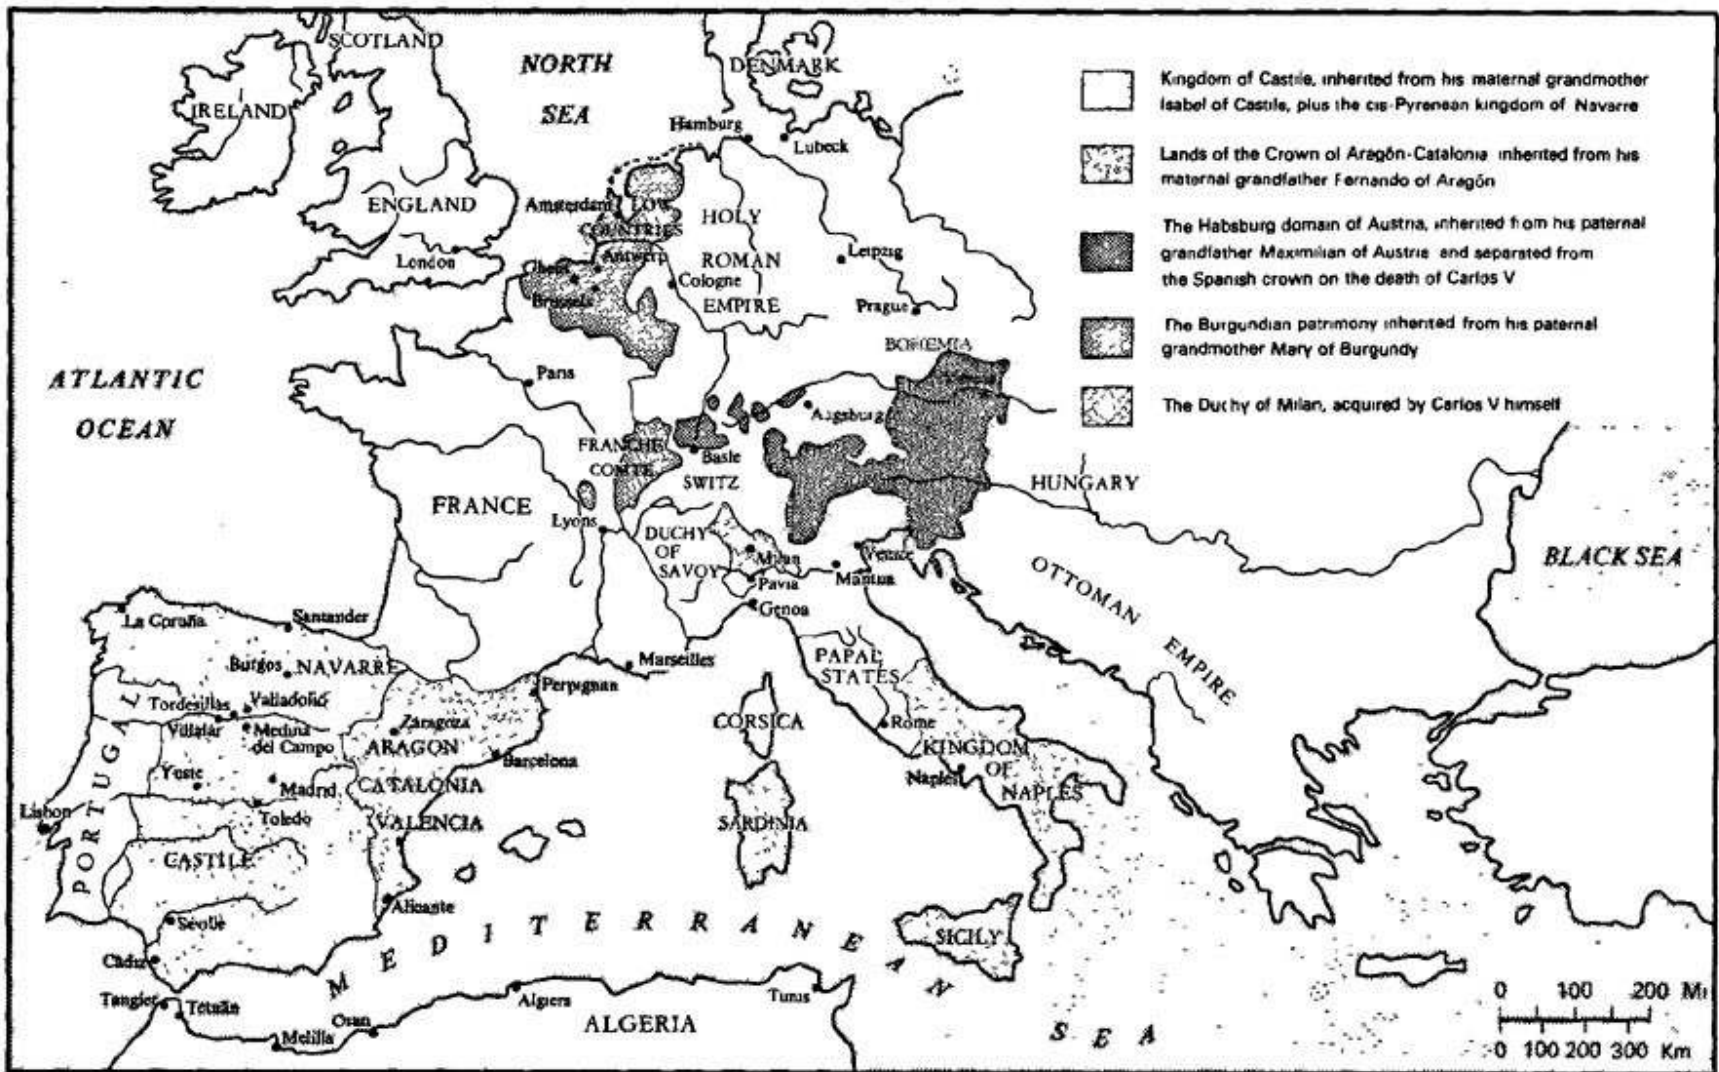 SCOTLAND
NORTH
SEA
DENMARK
IRELAND
Hamburg
Lubeck
ENGLAND
London
Amsterdam
LOW
COUNTRIES
Antwerp
Ghent
Brussels
HOLY
ROMAN
EMPIRE
Cologne
Leipzig
Prague
BOHEMIA
Kingdom of Castile, inherited from his maternal grandmother
Isabel of Castile, plus the cis-Pyrenean kingdom of Navarre
Lands of the Crown of Aragón-Catalonia inherited from his
maternal grandfather Fernando of Aragón
The Habsburg domain of Austria, inherited from his paternal
grandfather Maximilian of Austria and separated from
the Spanish crown on the death of Carlos V
The Burgundian patrimony inherited from his paternal
grandmother Mary of Burgundy
The Duchy of Milan, acquired by Carlos V himself
ATLANTIC
OCEAN
Paris
Augsburg
FRANCHE
COMTE
Basle
SWITZ
HUNGARY
FRANCE
Lyons
DUCHY
OF
SAVOY
Milan
Pavia
Genoa
Mantua
Venice
OTTOMAN
EMPIRE
BLACK SEA
La Coruña
Santander
Burgos
NAVARRE
Marseilles
Perpignan
PAPAL
STATES
Tordesillas
Valladolid
Villalar
Medina
del Campo
Zaragoza
ARAGON
Barcelona
CORSICA
Rome
KINGDOM
OF
NAPLES
Naples
Yuste
Madrid
CATALONIA
PORTUGAL
Lisbon
Toledo
VALENCIA
SARDINIA
CASTILE
Alicante
Seville
Cádiz
SICILY
MEDITERRANEAN
SEA
Tangier
Tetuán
Melilla
Oran
Algiers
Tunis
ALGERIA
0 100 200 Mi
0 100 200 300 Km